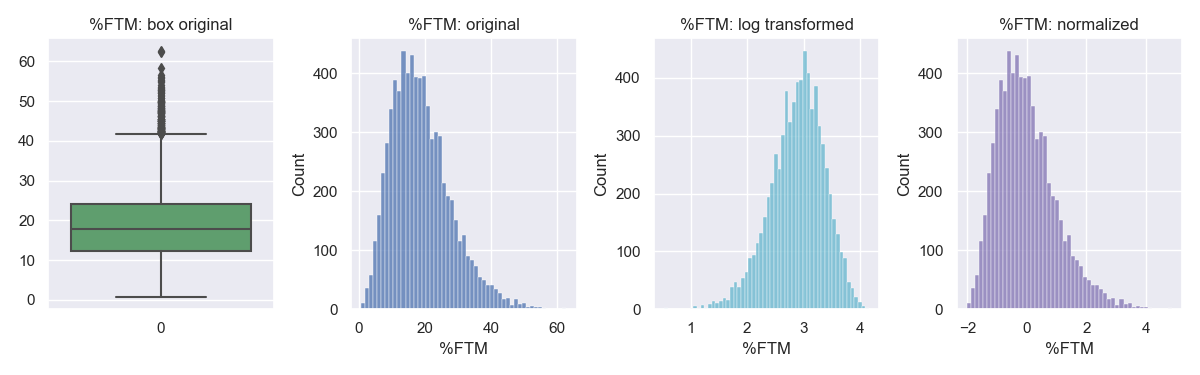 %FTM: box original
60
50
40
30
20
10
0
0
%FTM: original
Count
400
300
200
100
0
0 20 40 60
%FTM
%FTM: log transformed
Count
400
300
200
100
0
1 2 3 4
%FTM
%FTM: normalized
Count
400
300
200
100
0
−2 0 2 4
%FTM